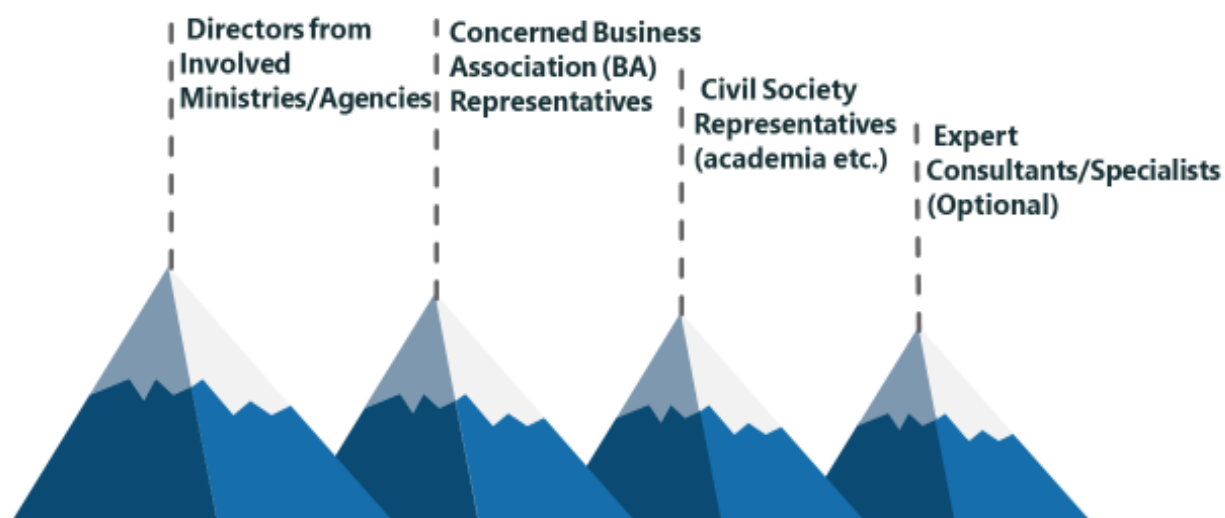 Directors from
Involved
Ministries/Agencies
Concerned Business
Association (BA)
Representatives
Civil Society
Representatives
(academia etc.)
Expert
Consultants/Specialists
(Optional)